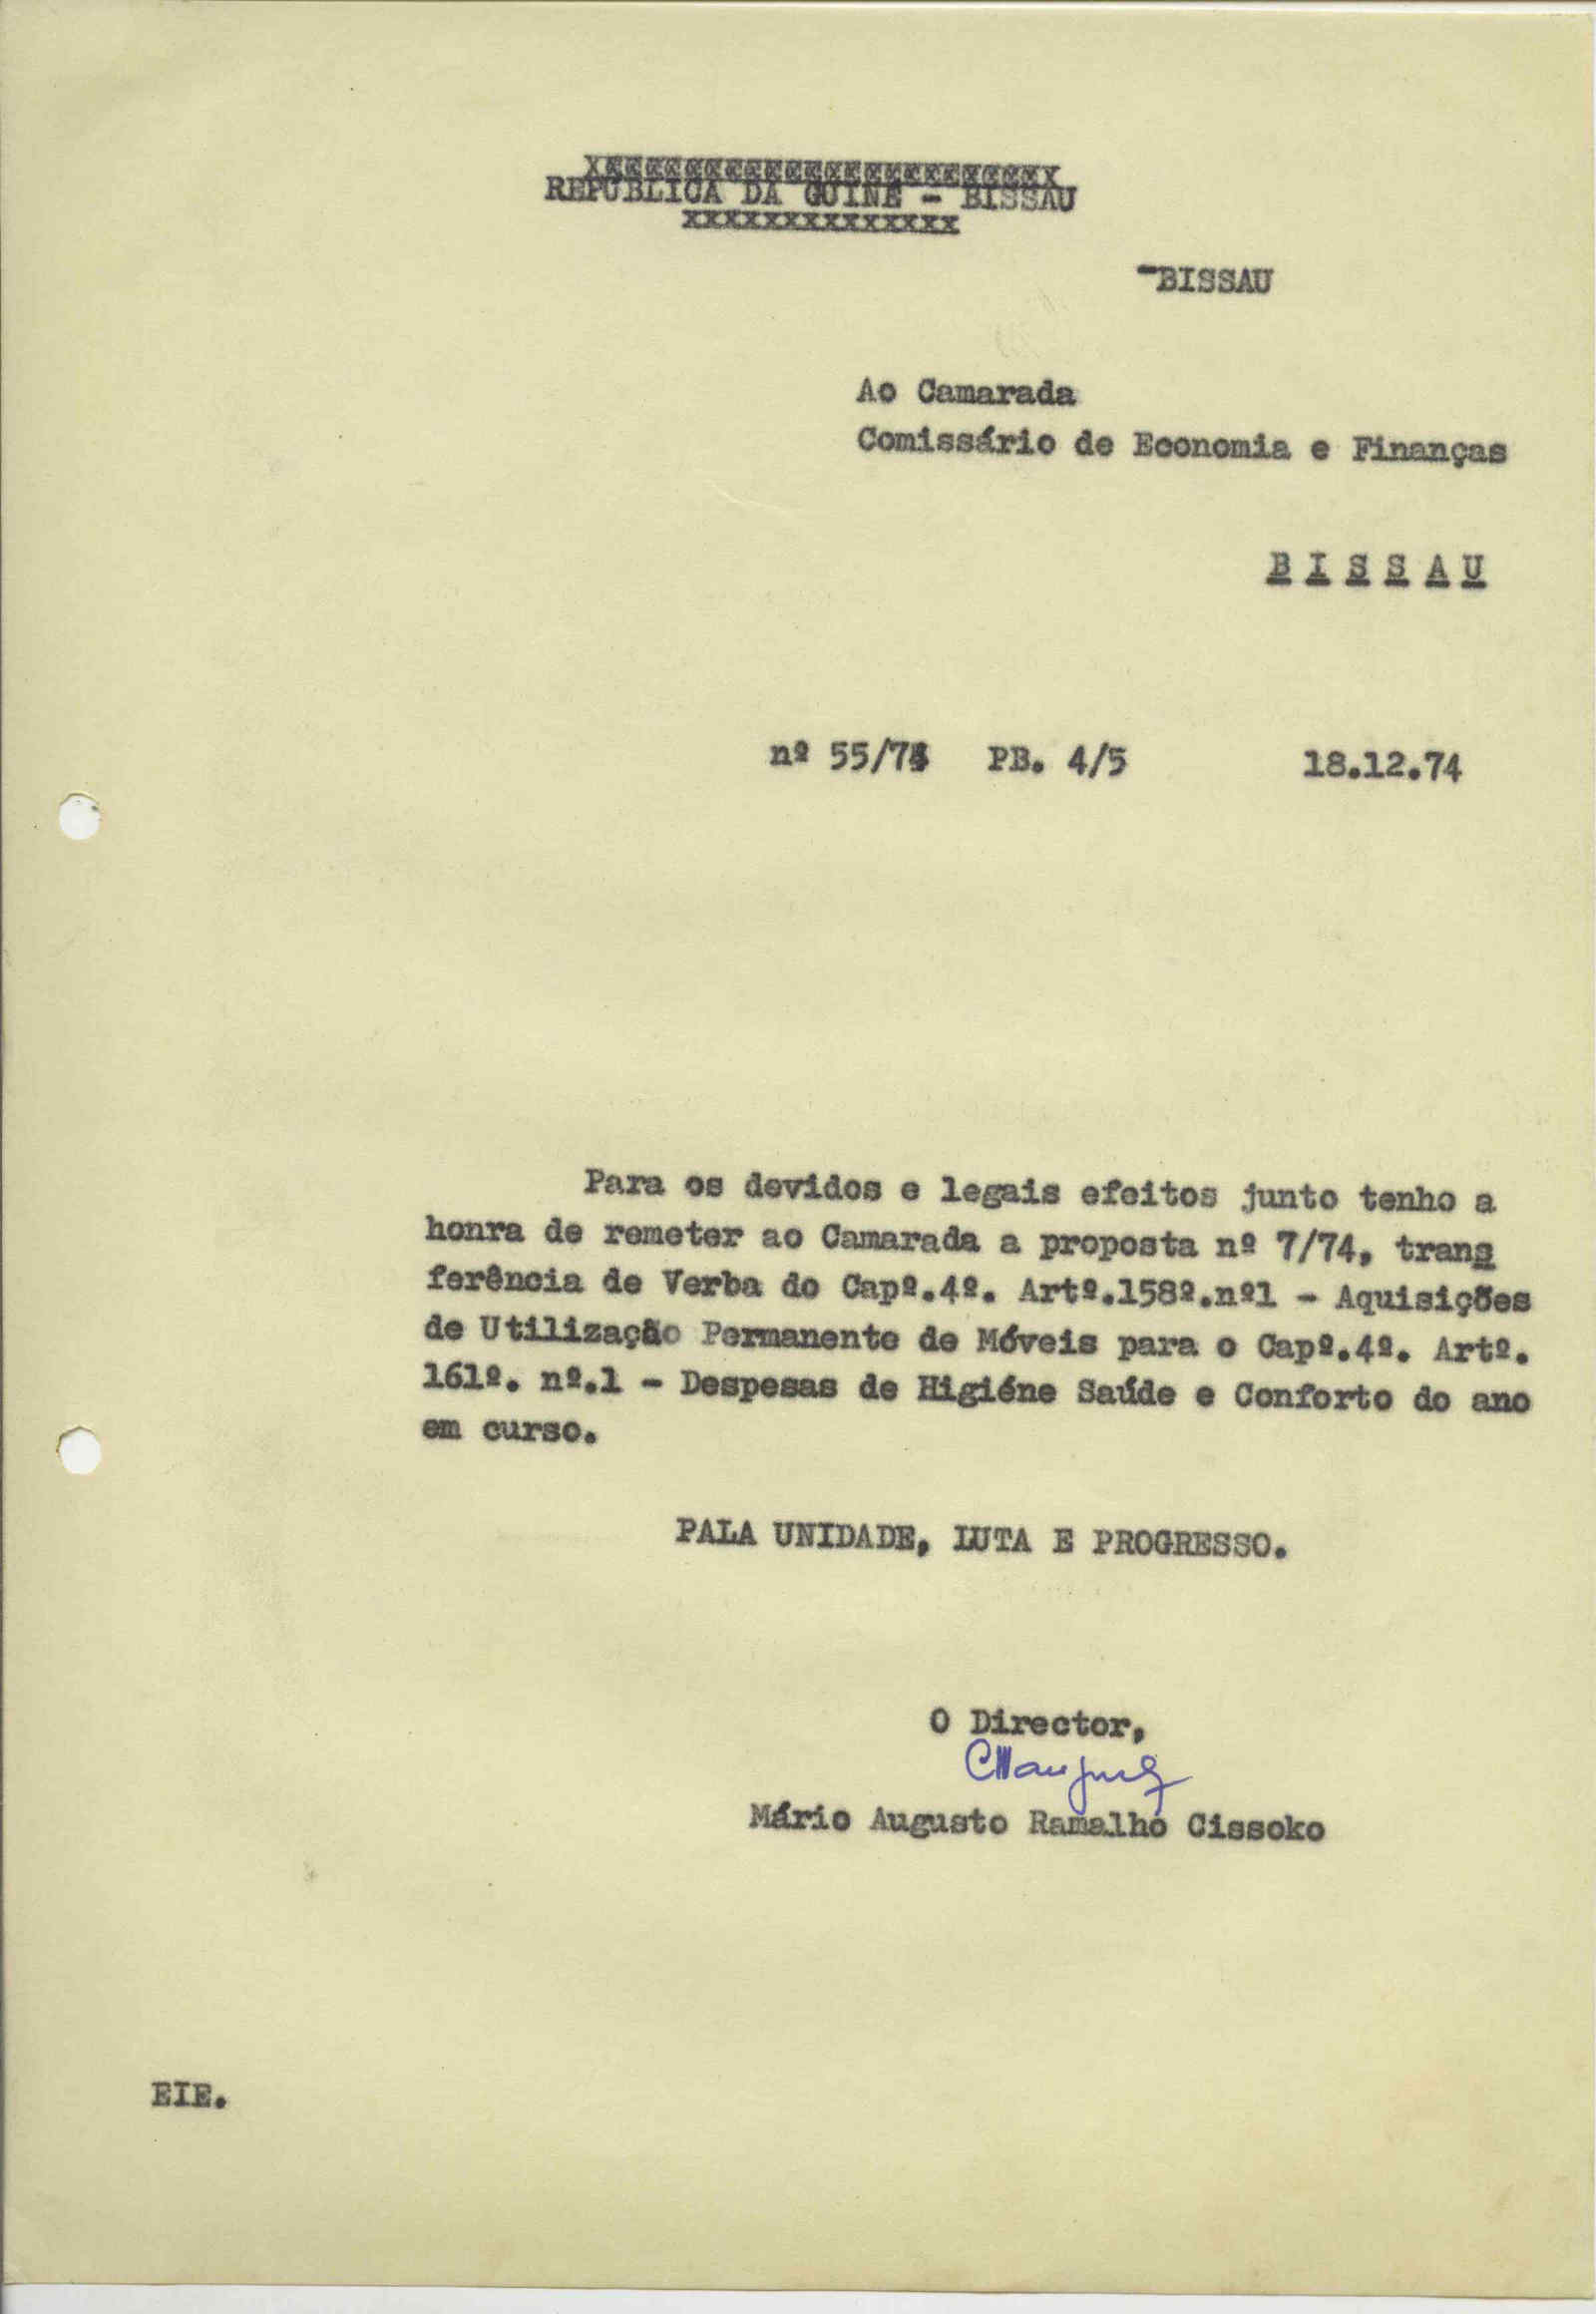 REPÚBLICA DA GUINÉ - BISSAU
xxxxxxxxxxxxxx
-BISSAU
Ao Camarada
Comissário de Economia e Finanças
B I S S A U
nº 55/74 PB. 4/5 18.12.74
Para os devidos e legais efeitos junto tenho a
honra de remeter ao Camarada a proposta nº 7/74, trans
ferência de Verba do Capº.4º. Artº.158º.nº1 - Aquisições
de Utilização Permanente de Móveis para o Capº.4º. Artº.
161º. nº.1 - Despesas de Higiéne Saúde e Conforto do ano
em curso.
PALA UNIDADE, LUTA E PROGRESSO.
O Director,
Mário Augusto Ramalho Cissoko
EIE.